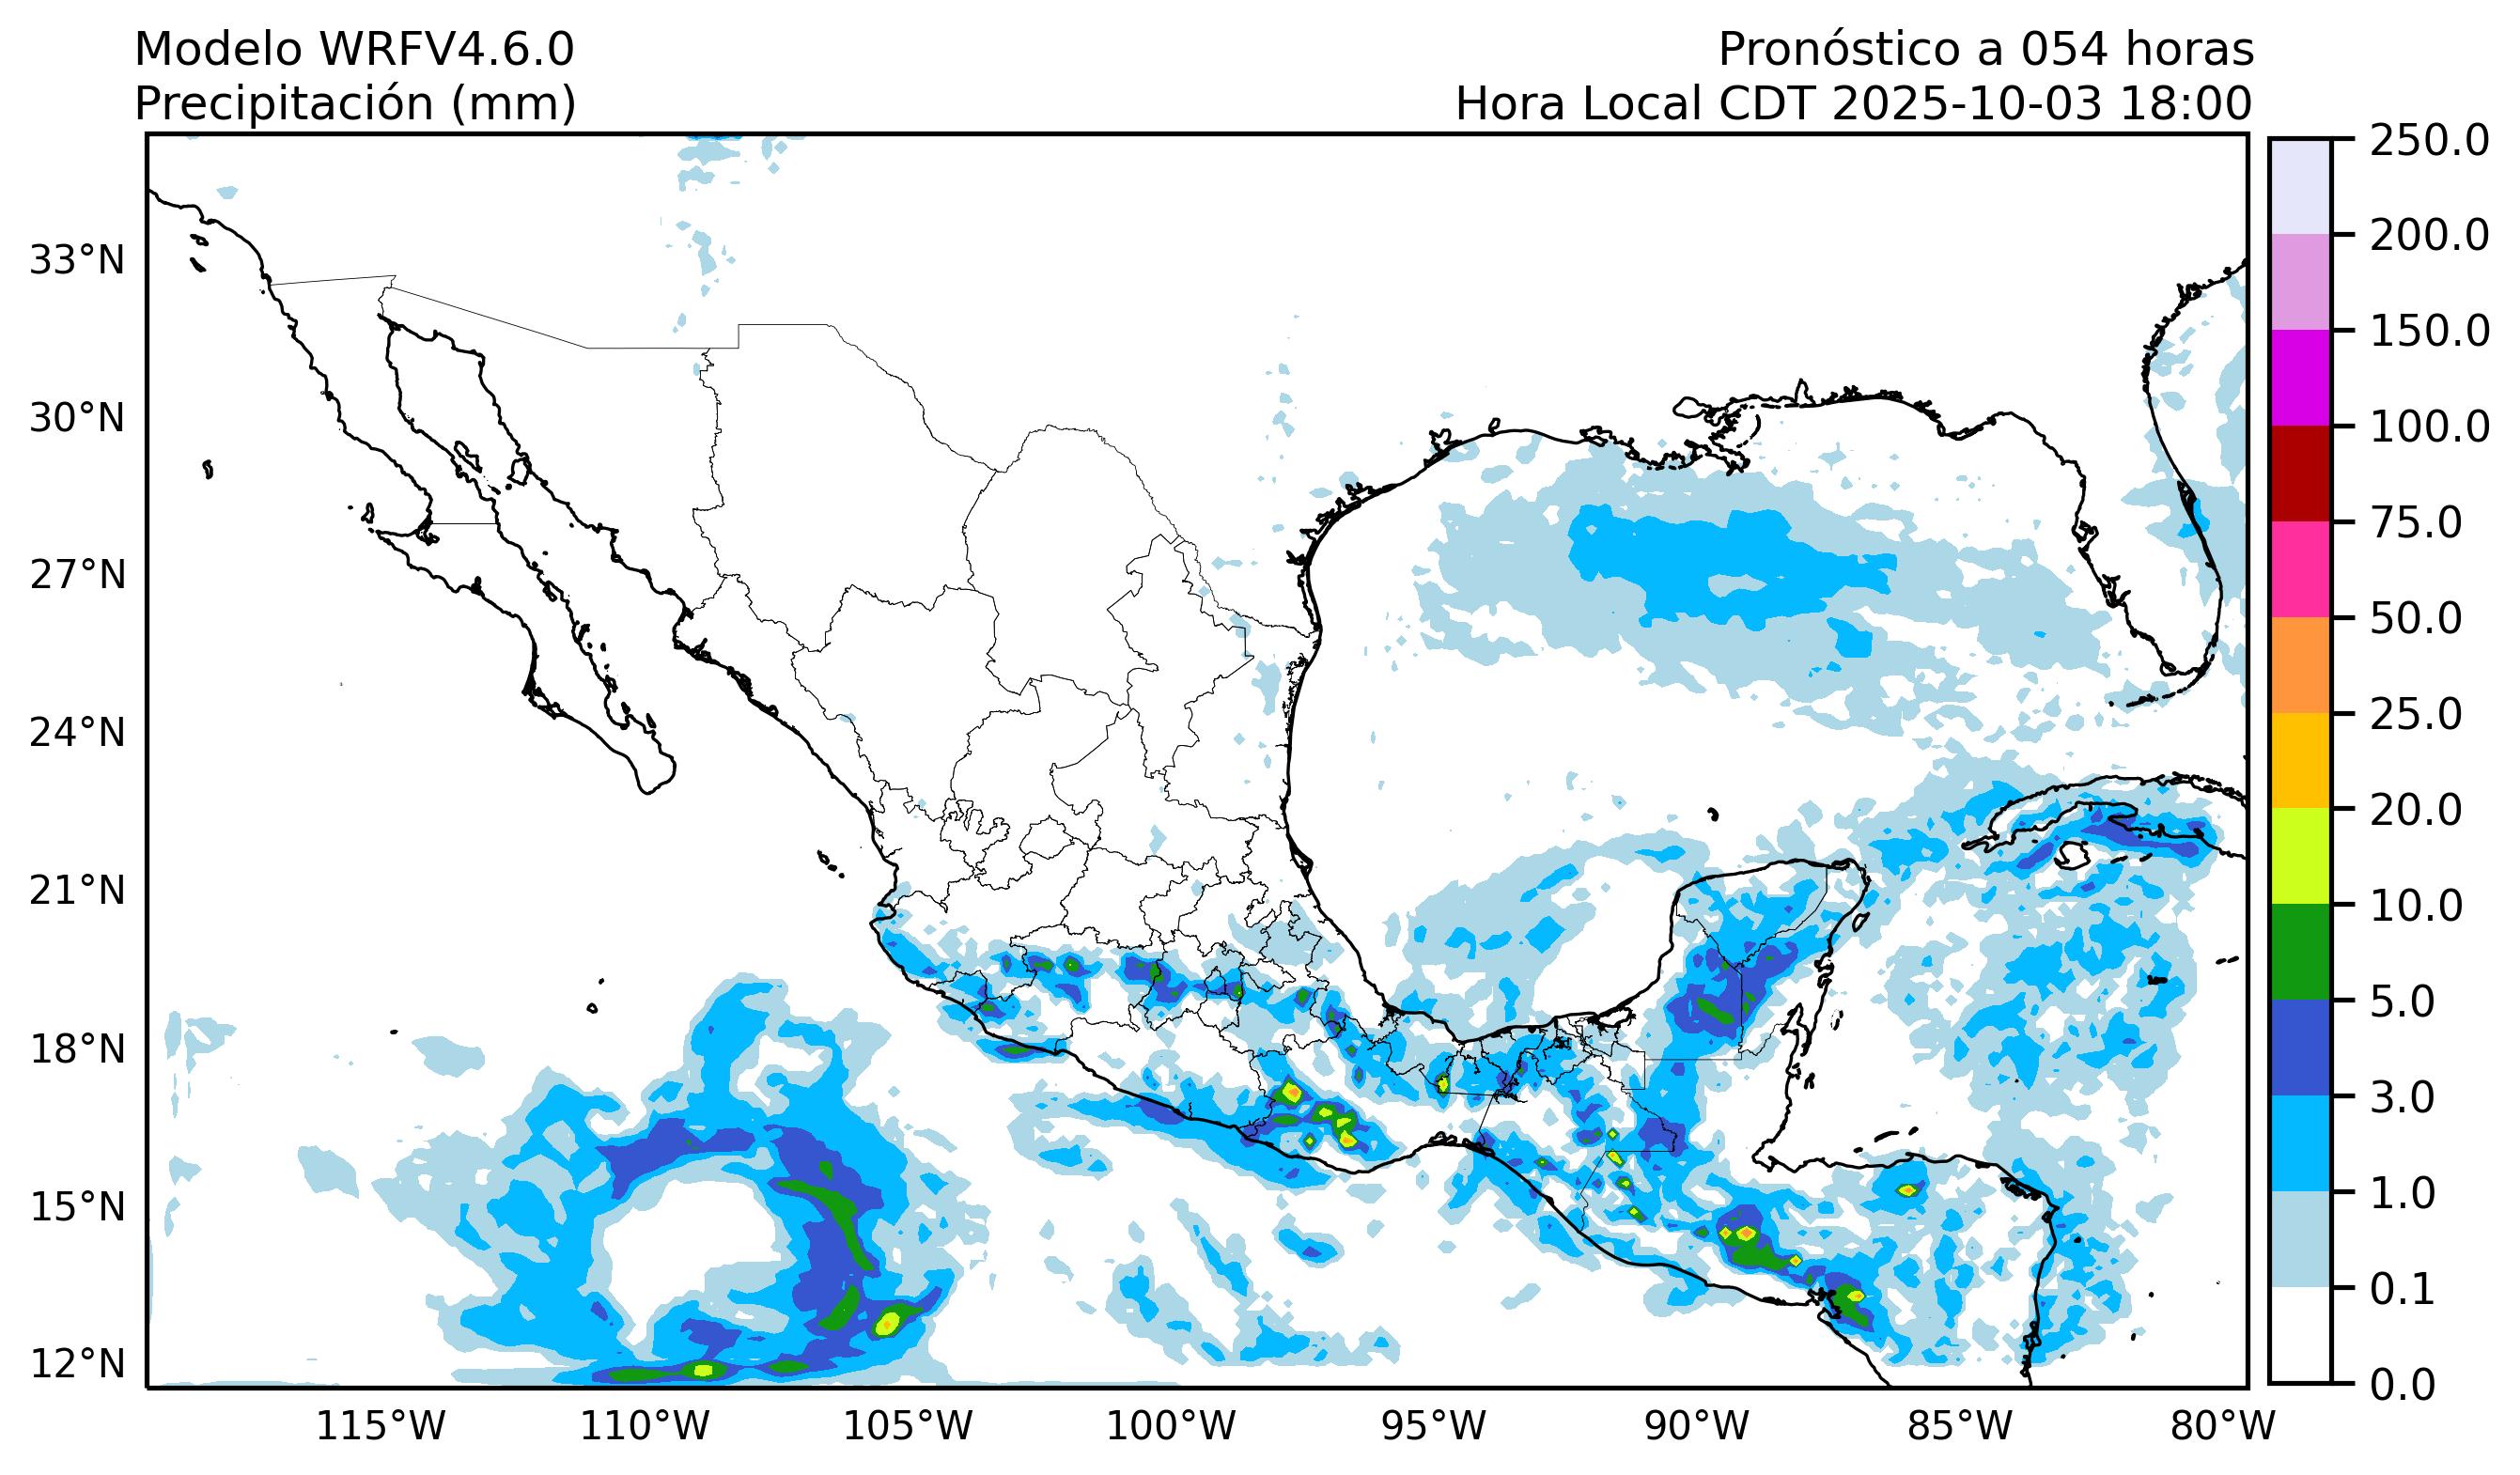 Modelo WRFV4.6.0
Precipitación (mm)
Pronóstico a 054 horas
Hora Local CDT 2025-10-03 18:00
33°N
30°N
27°N
24°N
21°N
18°N
15°N
12°N
115°W
110°W
105°W
100°W
95°W
90°W
85°W
80°W
250.0
200.0
150.0
100.0
75.0
50.0
25.0
20.0
10.0
5.0
3.0
1.0
0.1
0.0